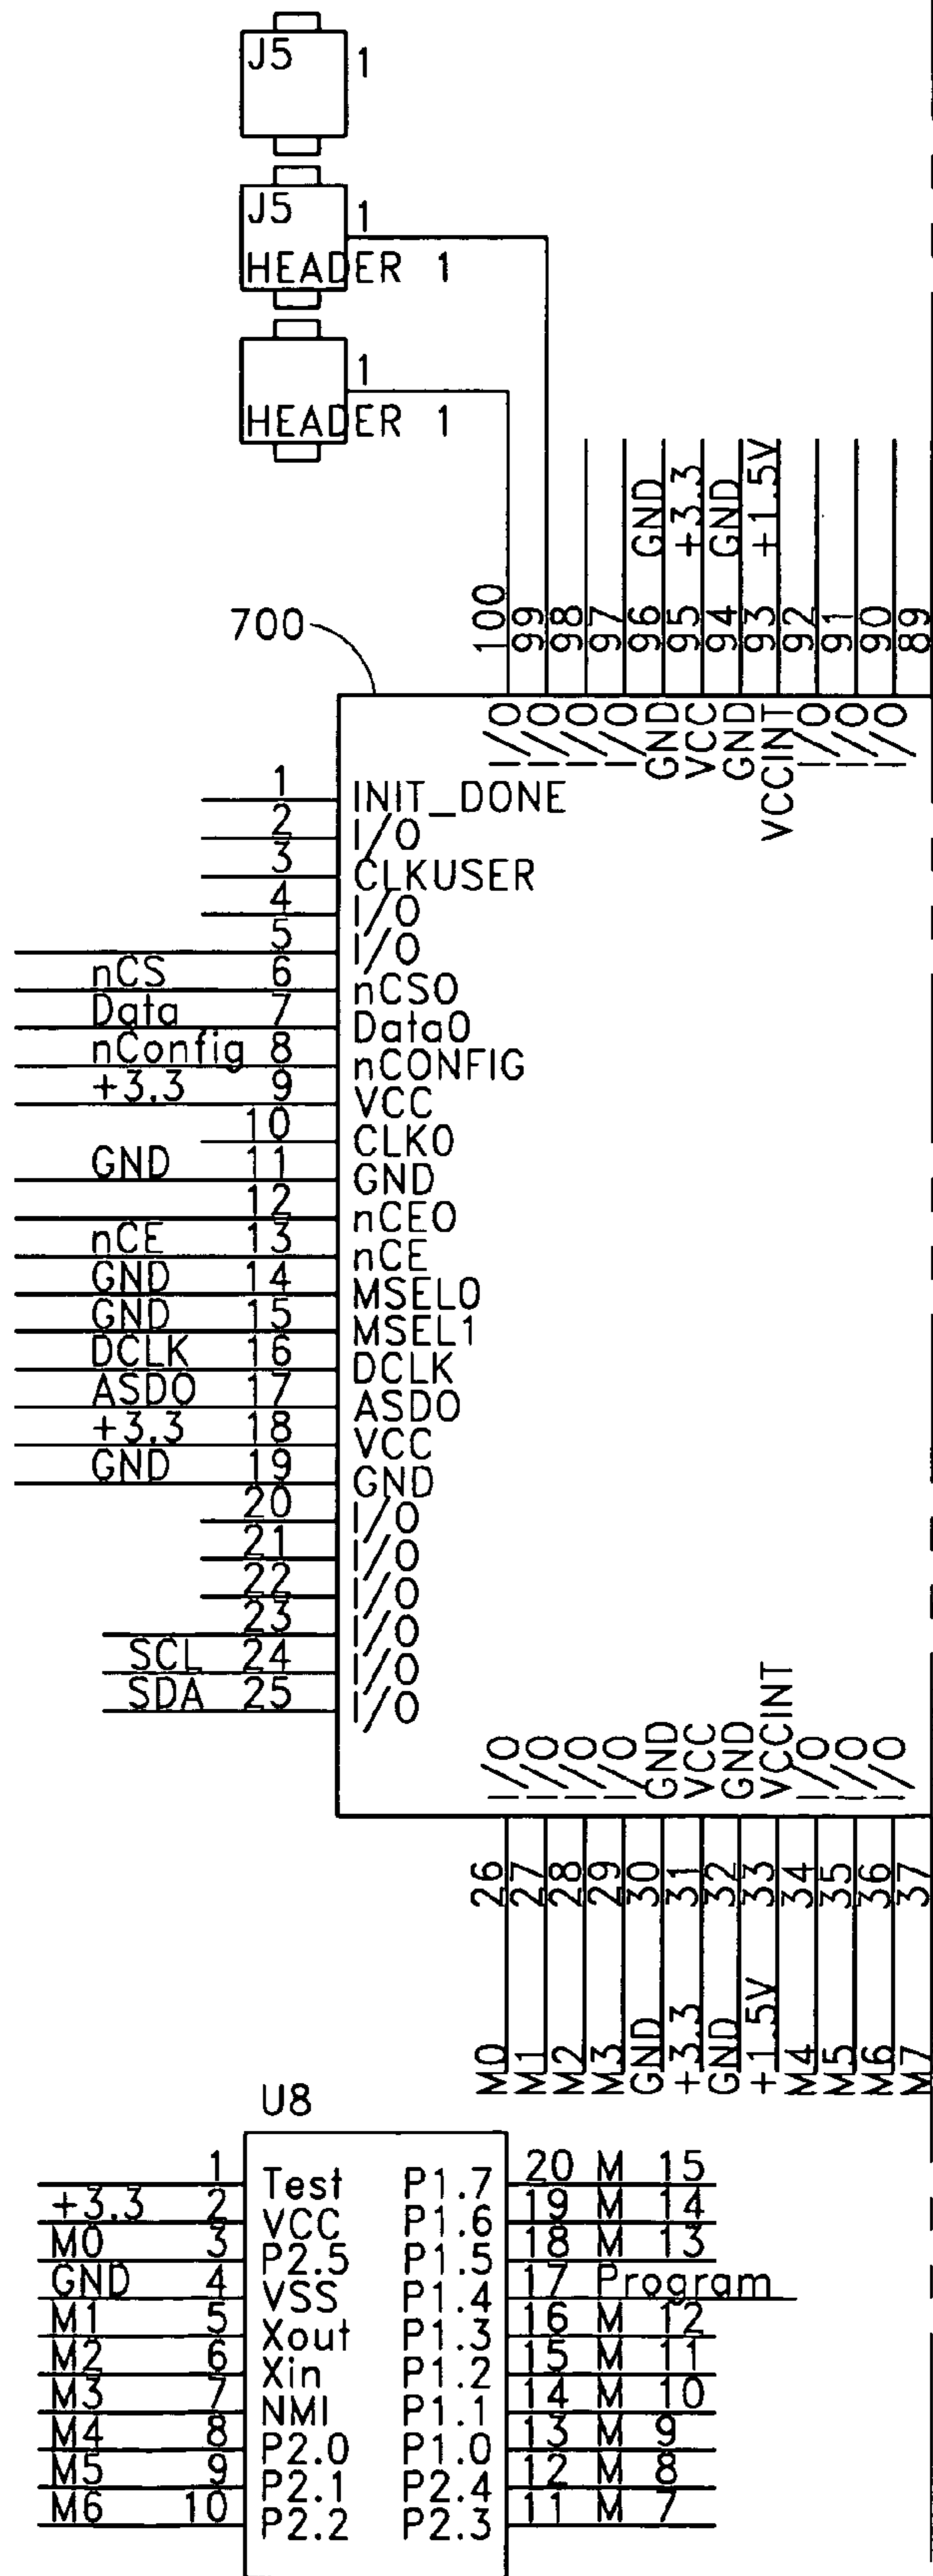 J5 1
J5 1
HEADER 1
1
HEADER 1
GND +3.3 GND +1.5V
700
100 99 98 97 96 95 94 93 92 91 90 89
I/O I/O I/O I/O GND VCC GND VCCINT I/O I/O I/O
1 INIT_DONE
2 I/O
3 CLKUSER
4 I/O
5 I/O
nCS 6 nCSO
Data 7 Data0
nConfig 8 nCONFIG
+3.3 9 VCC
10 CLK0
GND 11 GND
12 nCEO
nCE 13 nCE
GND 14 MSEL0
GND 15 MSEL1
DCLK 16 DCLK
ASDO 17 ASDO
+3.3 18 VCC
GND 19 GND
20 I/O
21 I/O
22 I/O
23 I/O
SCL 24 I/O
SDA 25 I/O
I/O I/O I/O I/O GND VCC GND VCCINT I/O I/O I/O
26 27 28 29 30 31 32 33 34 35 36 37
M0 M1 M2 M3 GND +3.3 GND +1.5V M4 M5 M6 M7
U8
1 Test P1.7 20 M 15
+3.3 2 VCC P1.6 19 M 14
M0 3 P2.5 P1.5 18 M 13
GND 4 VSS P1.4 17 Program
M1 5 Xout P1.3 16 M 12
M2 6 Xin P1.2 15 M 11
M3 7 NMI P1.1 14 M 10
M4 8 P2.0 P1.0 13 M 9
M5 9 P2.1 P2.4 12 M 8
M6 10 P2.2 P2.3 11 M 7